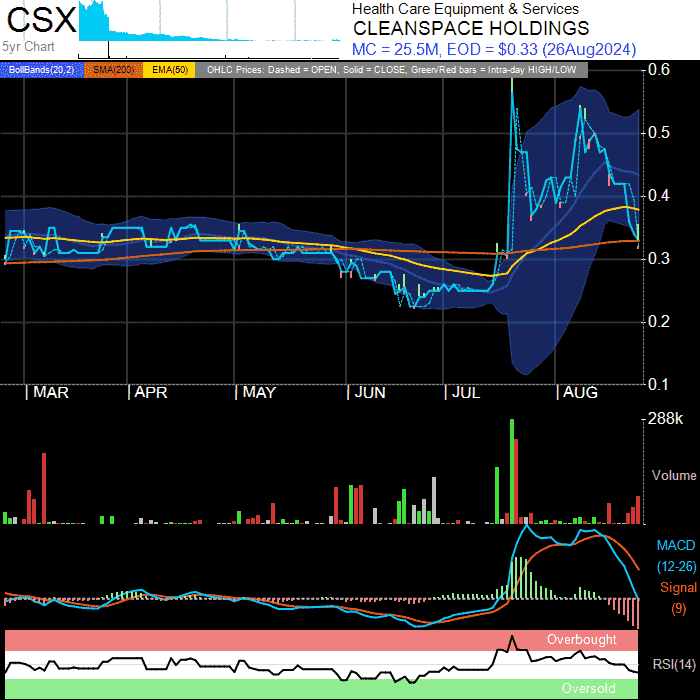 CSX
5yr Chart
Health Care Equipment & Services
CLEANSPACE HOLDINGS
MC = 25.5M, EOD = $0.33 (26Aug2024)
BollBands(20,2) SMA(200) EMA(50) OHLC Prices: Dashed = OPEN, Solid = CLOSE, Green/Red bars = Intra-day HIGH/LOW
0.6
0.5
0.4
0.3
0.2
0.1
MAR APR MAY JUN JUL AUG
288k
Volume
MACD
(12-26)
Signal
(9)
Overbought
RSI(14)
Oversold